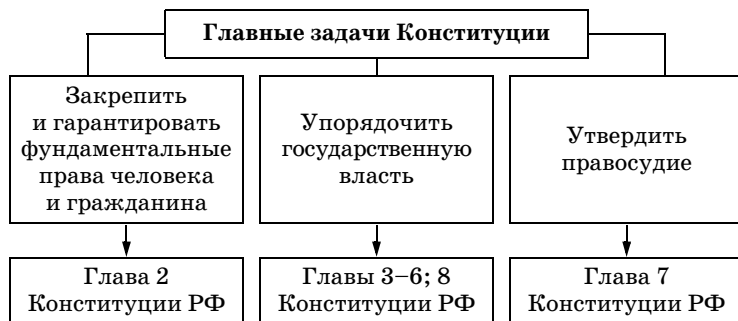 Главные задачи Конституции
Закрепить
и гарантировать
фундаментальные
права человека
и гражданина
Упорядочить
государственную
власть
Утвердить
правосудие
Глава 2
Конституции РФ
Главы 3–6; 8
Конституции РФ
Глава 7
Конституции РФ